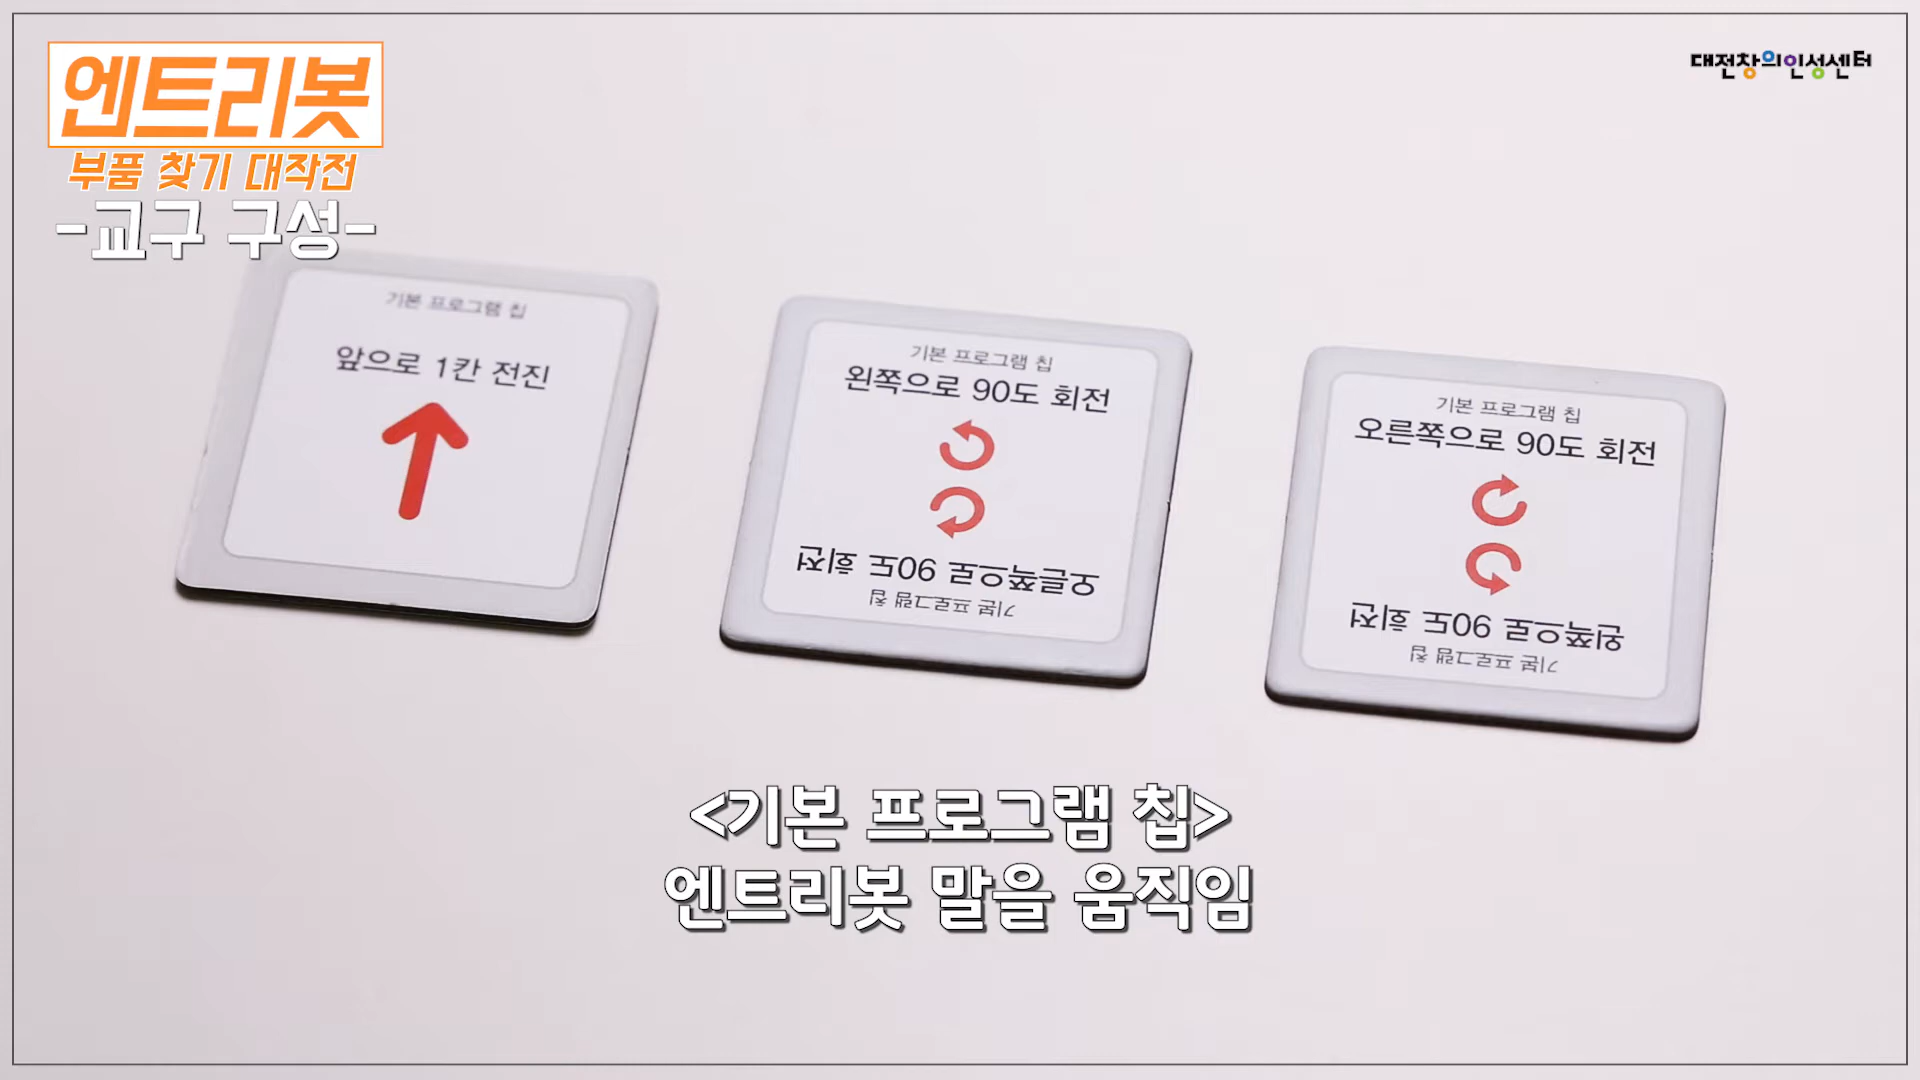 엔트리봇
부품 찾기 대작전
-교구 구성-
대전창의인성센터
기본 프로그램 칩
앞으로 1칸 전진
기본 프로그램 칩
왼쪽으로 90도 회전
오른쪽으로 90도 회전
기본 프로그램 칩
기본 프로그램 칩
오른쪽으로 90도 회전
왼쪽으로 90도 회전
기본 프로그램 칩
<기본 프로그램 칩>
엔트리봇 말을 움직임